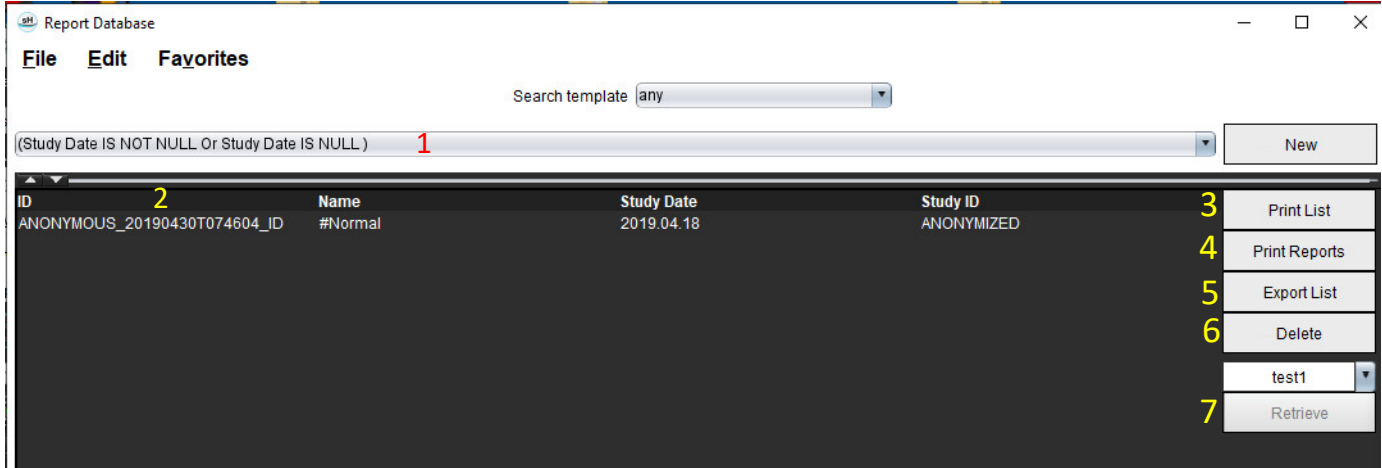 sH Report Database
File Edit Favorites
Search template any
(Study Date IS NOT NULL Or Study Date IS NULL ) 1
New
2
ID Name Study Date Study ID
ANONYMOUS_20190430T074604_ID #Normal 2019.04.18 ANONYMIZED
3 Print List
4 Print Reports
5 Export List
6 Delete
test1
7 Retrieve